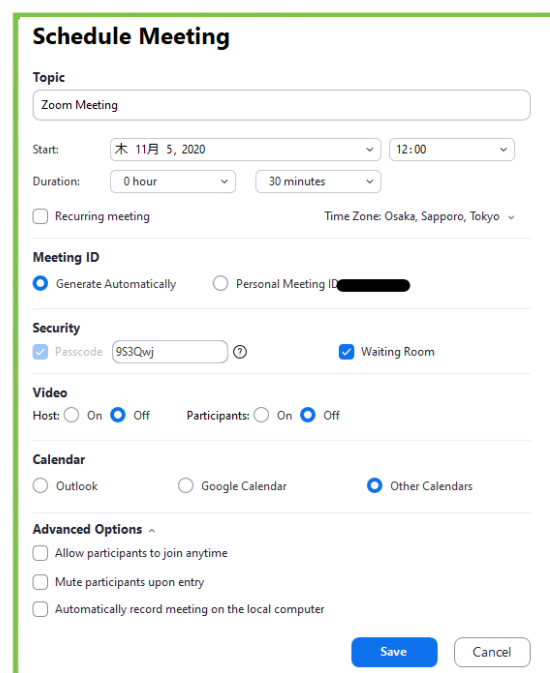 Schedule Meeting
Topic
Zoom Meeting
Start: 木 11月 5, 2020 12:00
Duration: 0 hour 30 minutes
Recurring meeting Time Zone: Osaka, Sapporo, Tokyo
Meeting ID
Generate Automatically Personal Meeting ID
Security
Passcode 9S3Qwj ? Waiting Room
Video
Host: On Off Participants: On Off
Calendar
Outlook Google Calendar Other Calendars
Advanced Options
Allow participants to join anytime
Mute participants upon entry
Automatically record meeting on the local computer
Save Cancel